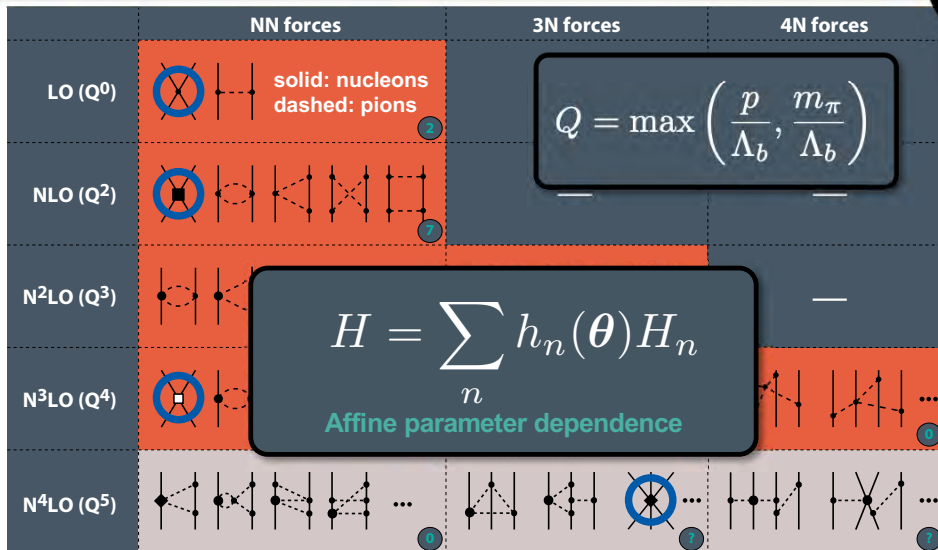 NN forces 3N forces 4N forces
LO (Q⁰)
solid: nucleons
dashed: pions
2
Q = max ( p / Λ_b , m_π / Λ_b )
NLO (Q²)
7
— —
N²LO (Q³)
—
H = ∑_n h_n(θ)H_n
Affine parameter dependence
N³LO (Q⁴)
••••
0
N⁴LO (Q⁵)
••• •••• •••
0 ? ?